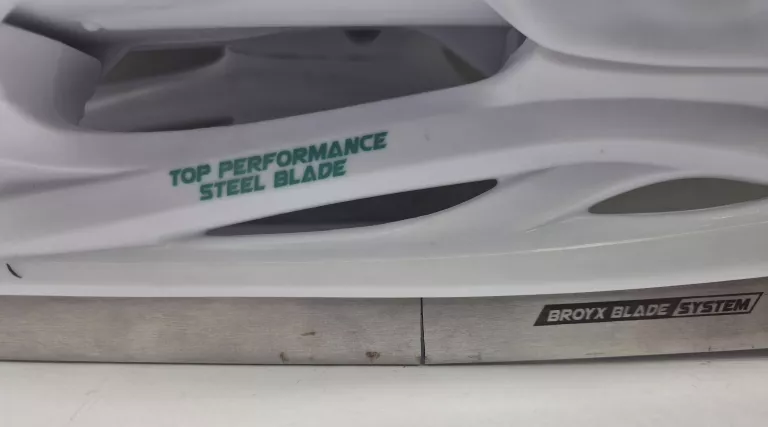 TOP PERFORMANCE
STEEL BLADE
BROYX BLADE SYSTEM